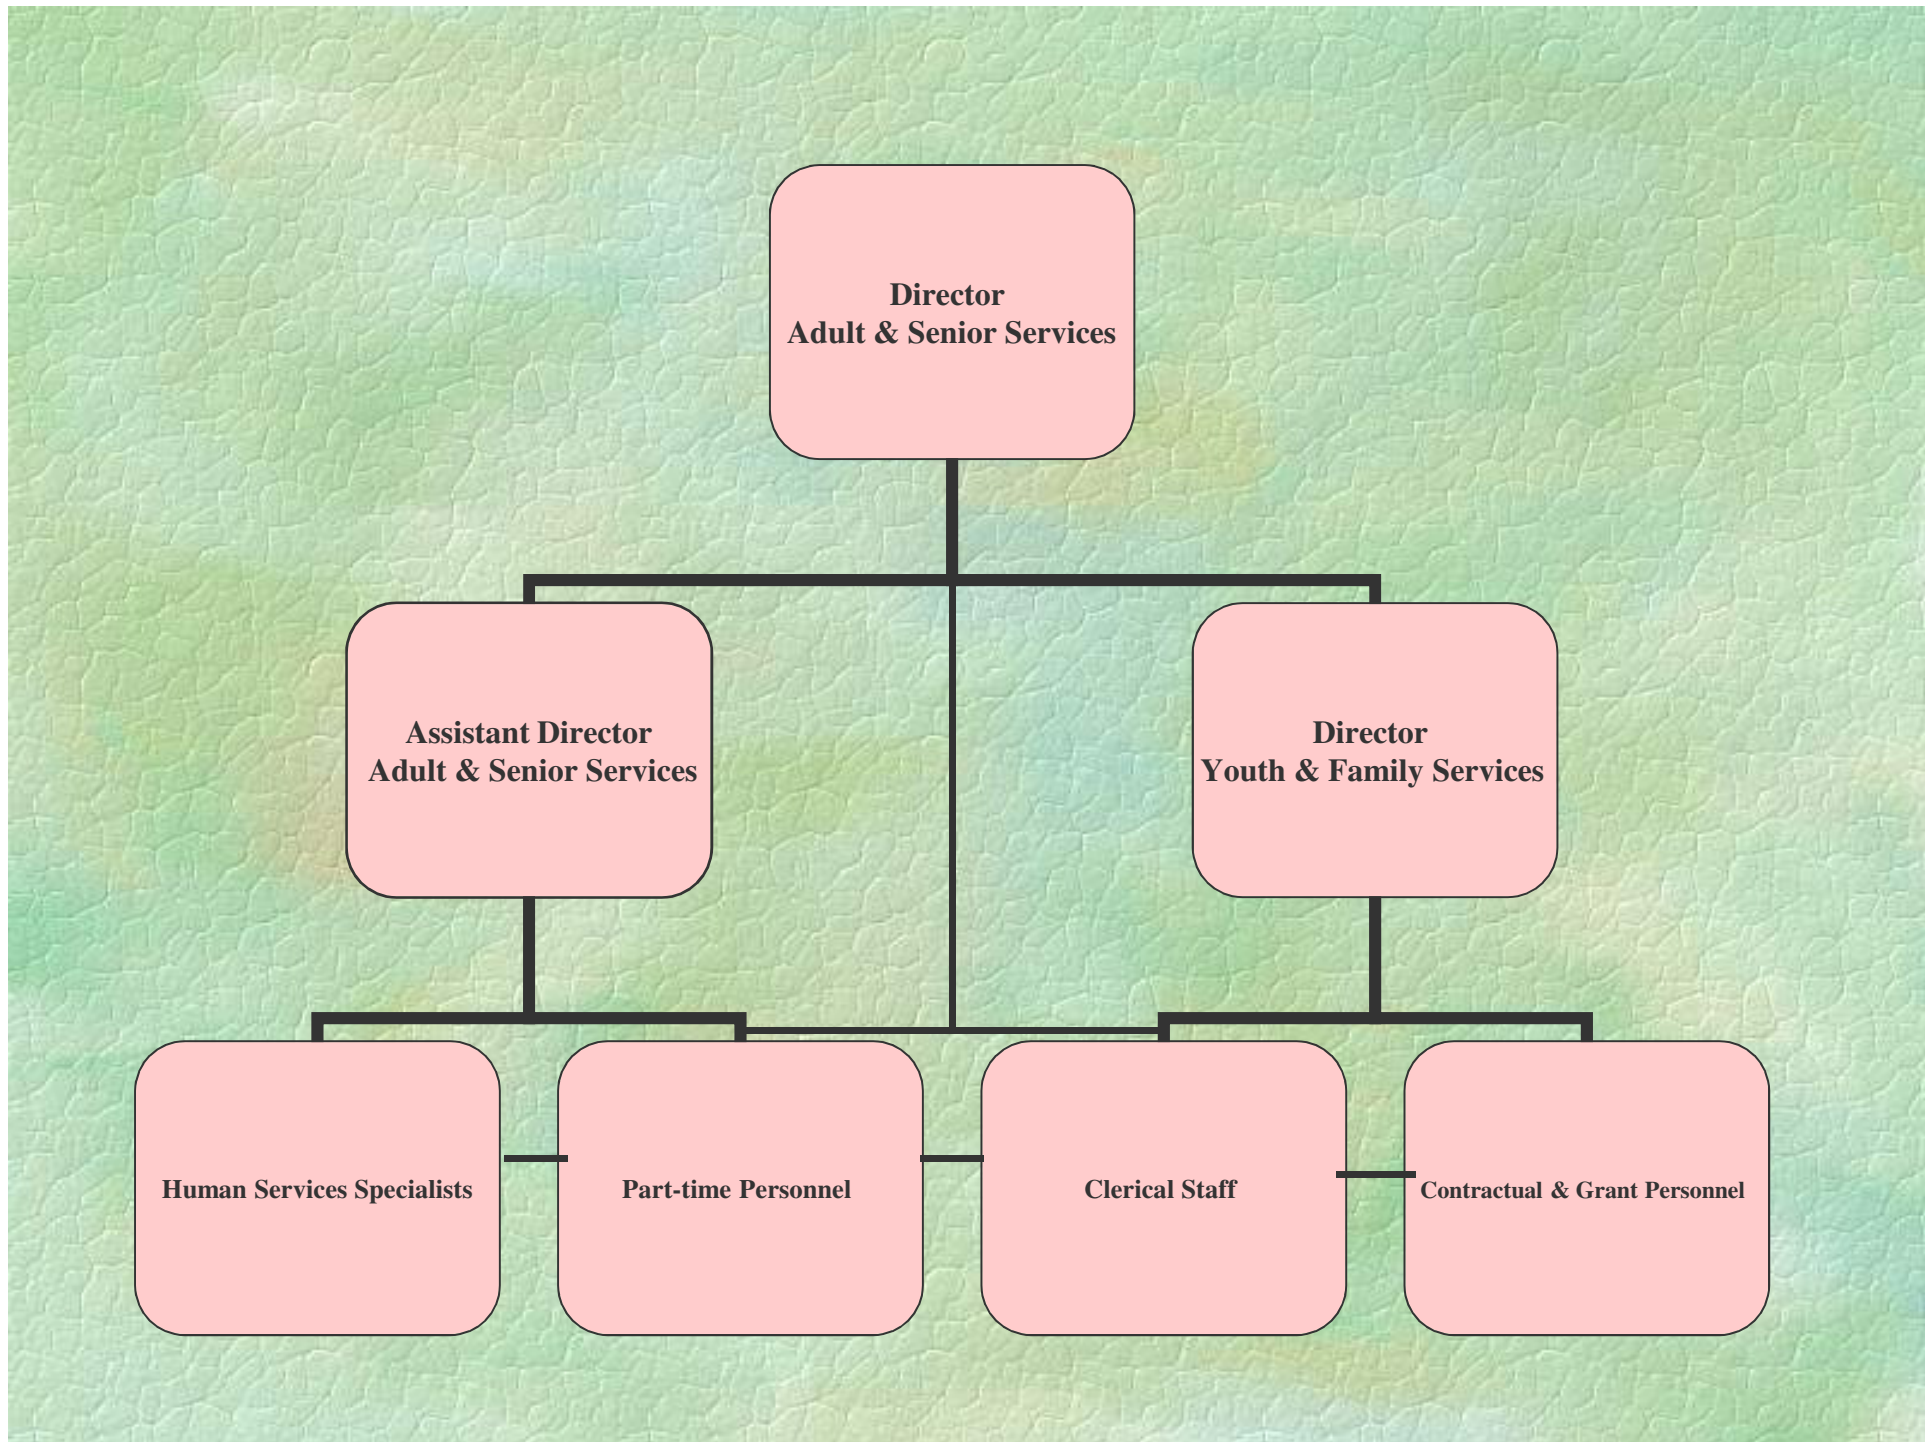 Director
Adult & Senior Services
Assistant Director
Adult & Senior Services
Director
Youth & Family Services
Human Services Specialists
Part-time Personnel
Clerical Staff
Contractual & Grant Personnel